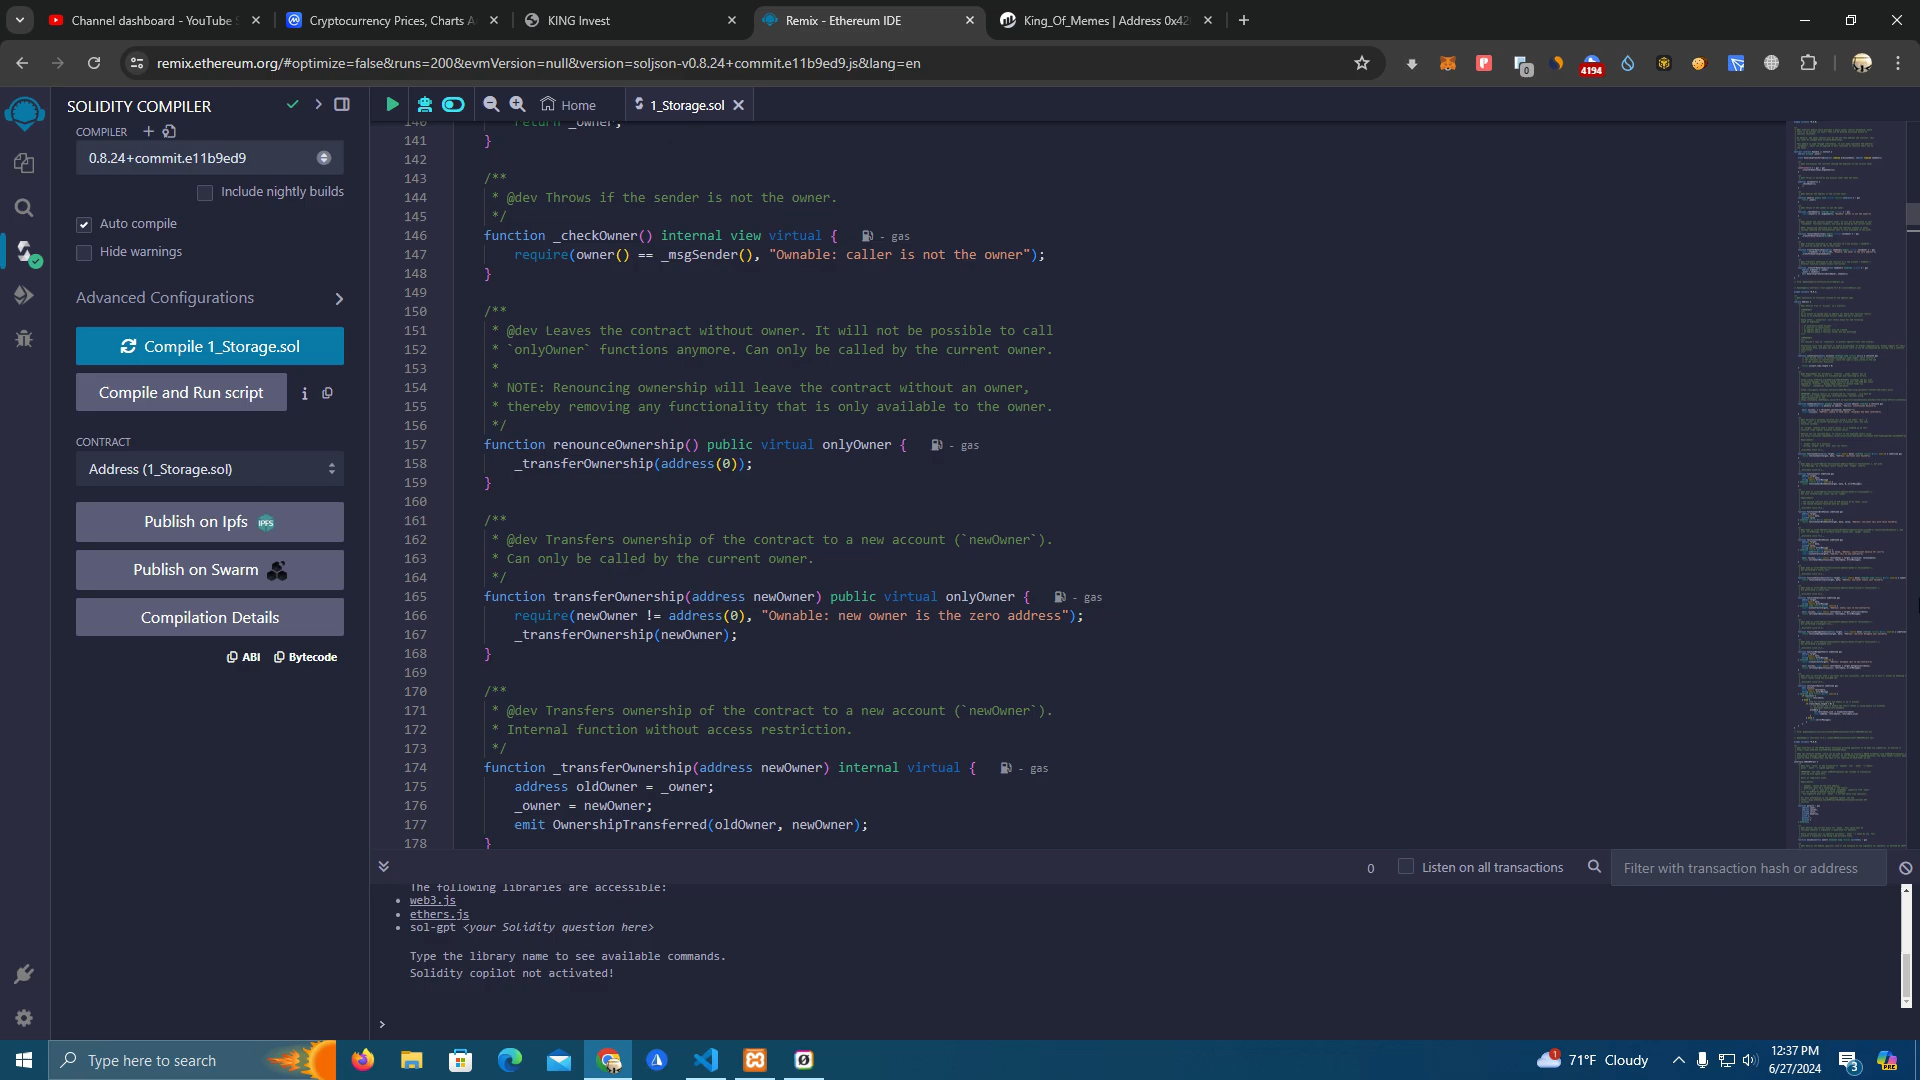 Channel dashboard - YouTube
Cryptocurrency Prices, Charts A
KING Invest
Remix - Ethereum IDE
King_Of_Memes | Address 0x42
remix.ethereum.org/#optimize=false&runs=200&evmVersion=null&version=soljson-v0.8.24+commit.e11b9ed9.js&lang=en
0
4194
SOLIDITY COMPILER
COMPILER
0.8.24+commit.e11b9ed9
Include nightly builds
Auto compile
Hide warnings
Advanced Configurations
Compile 1_Storage.sol
Compile and Run script
CONTRACT
Address (1_Storage.sol)
Publish on Ipfs IPFS
Publish on Swarm
Compilation Details
ABI
Bytecode
Home
1_Storage.sol
140 return _owner;
141 }
142
143 /**
144 * @dev Throws if the sender is not the owner.
145 */
146 function _checkOwner() internal view virtual { - gas
147 require(owner() == _msgSender(), "Ownable: caller is not the owner");
148 }
149
150 /**
151 * @dev Leaves the contract without owner. It will not be possible to call
152 * `onlyOwner` functions anymore. Can only be called by the current owner.
153 *
154 * NOTE: Renouncing ownership will leave the contract without an owner,
155 * thereby removing any functionality that is only available to the owner.
156 */
157 function renounceOwnership() public virtual onlyOwner { - gas
158 _transferOwnership(address(0));
159 }
160
161 /**
162 * @dev Transfers ownership of the contract to a new account (`newOwner`).
163 * Can only be called by the current owner.
164 */
165 function transferOwnership(address newOwner) public virtual onlyOwner { - gas
166 require(newOwner != address(0), "Ownable: new owner is the zero address");
167 _transferOwnership(newOwner);
168 }
169
170 /**
171 * @dev Transfers ownership of the contract to a new account (`newOwner`).
172 * Internal function without access restriction.
173 */
174 function _transferOwnership(address newOwner) internal virtual { - gas
175 address oldOwner = _owner;
176 _owner = newOwner;
177 emit OwnershipTransferred(oldOwner, newOwner);
178 }
0
Listen on all transactions
Filter with transaction hash or address
The following libraries are accessible:
• web3.js
• ethers.js
• sol-gpt <your Solidity question here>
Type the library name to see available commands.
Solidity copilot not activated!
>
Type here to search
1
71°F Cloudy
12:37 PM
6/27/2024
3
PRE